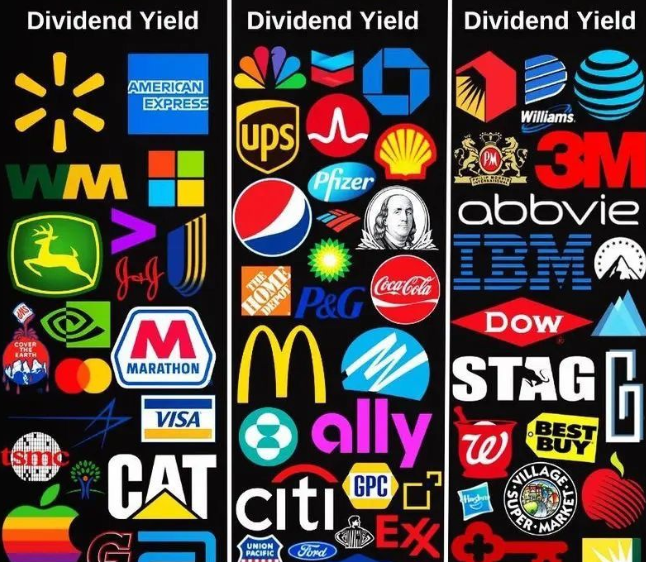 Dividend Yield
AMERICAN
EXPRESS
WM
J&J
SWP
COVER
THE
EARTH
M
MARATHON
VISA
tsmc
CAT
Dividend Yield
ups
Pfizer
THE
HOME
DEPOT
P&G
Coca-Cola
ally
citi
GPC
UNION
PACIFIC
Ford
Exx
Dividend Yield
Williams
PM
3M
abbvie
IBM
DOW
STAG
W
BEST
BUY
Hasbro
VILLAGE
SUPER MARKET